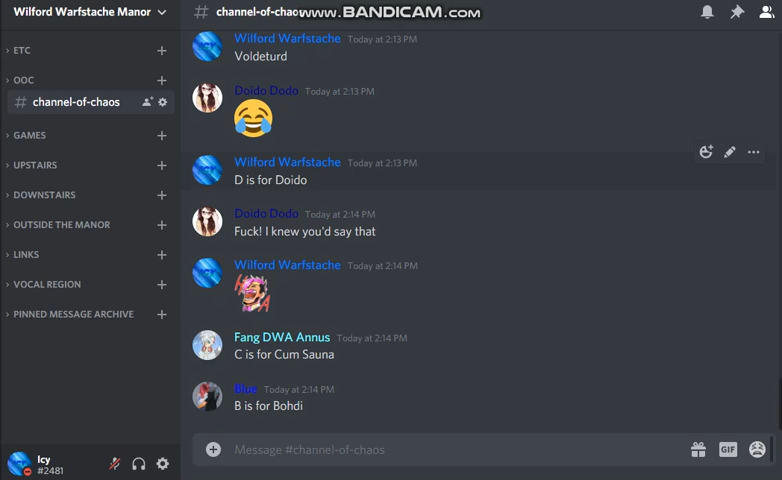 Wilford Warfstache Manor
# channel-of-chao
www.BANDICAM.com
ETC
OOC
# channel-of-chaos
GAMES
UPSTAIRS
DOWNSTAIRS
OUTSIDE THE MANOR
LINKS
VOCAL REGION
PINNED MESSAGE ARCHIVE
Icy
#2481
Wilford Warfstache Today at 2:13 PM
Voldeturd
Doido Dodo Today at 2:13 PM
Wilford Warfstache Today at 2:13 PM
D is for Doido
Doido Dodo Today at 2:14 PM
Fuck! I knew you'd say that
Wilford Warfstache Today at 2:14 PM
Fang DWA Annus Today at 2:14 PM
C is for Cum Sauna
Blue Today at 2:14 PM
B is for Bohdi
Message #channel-of-chaos
GIF